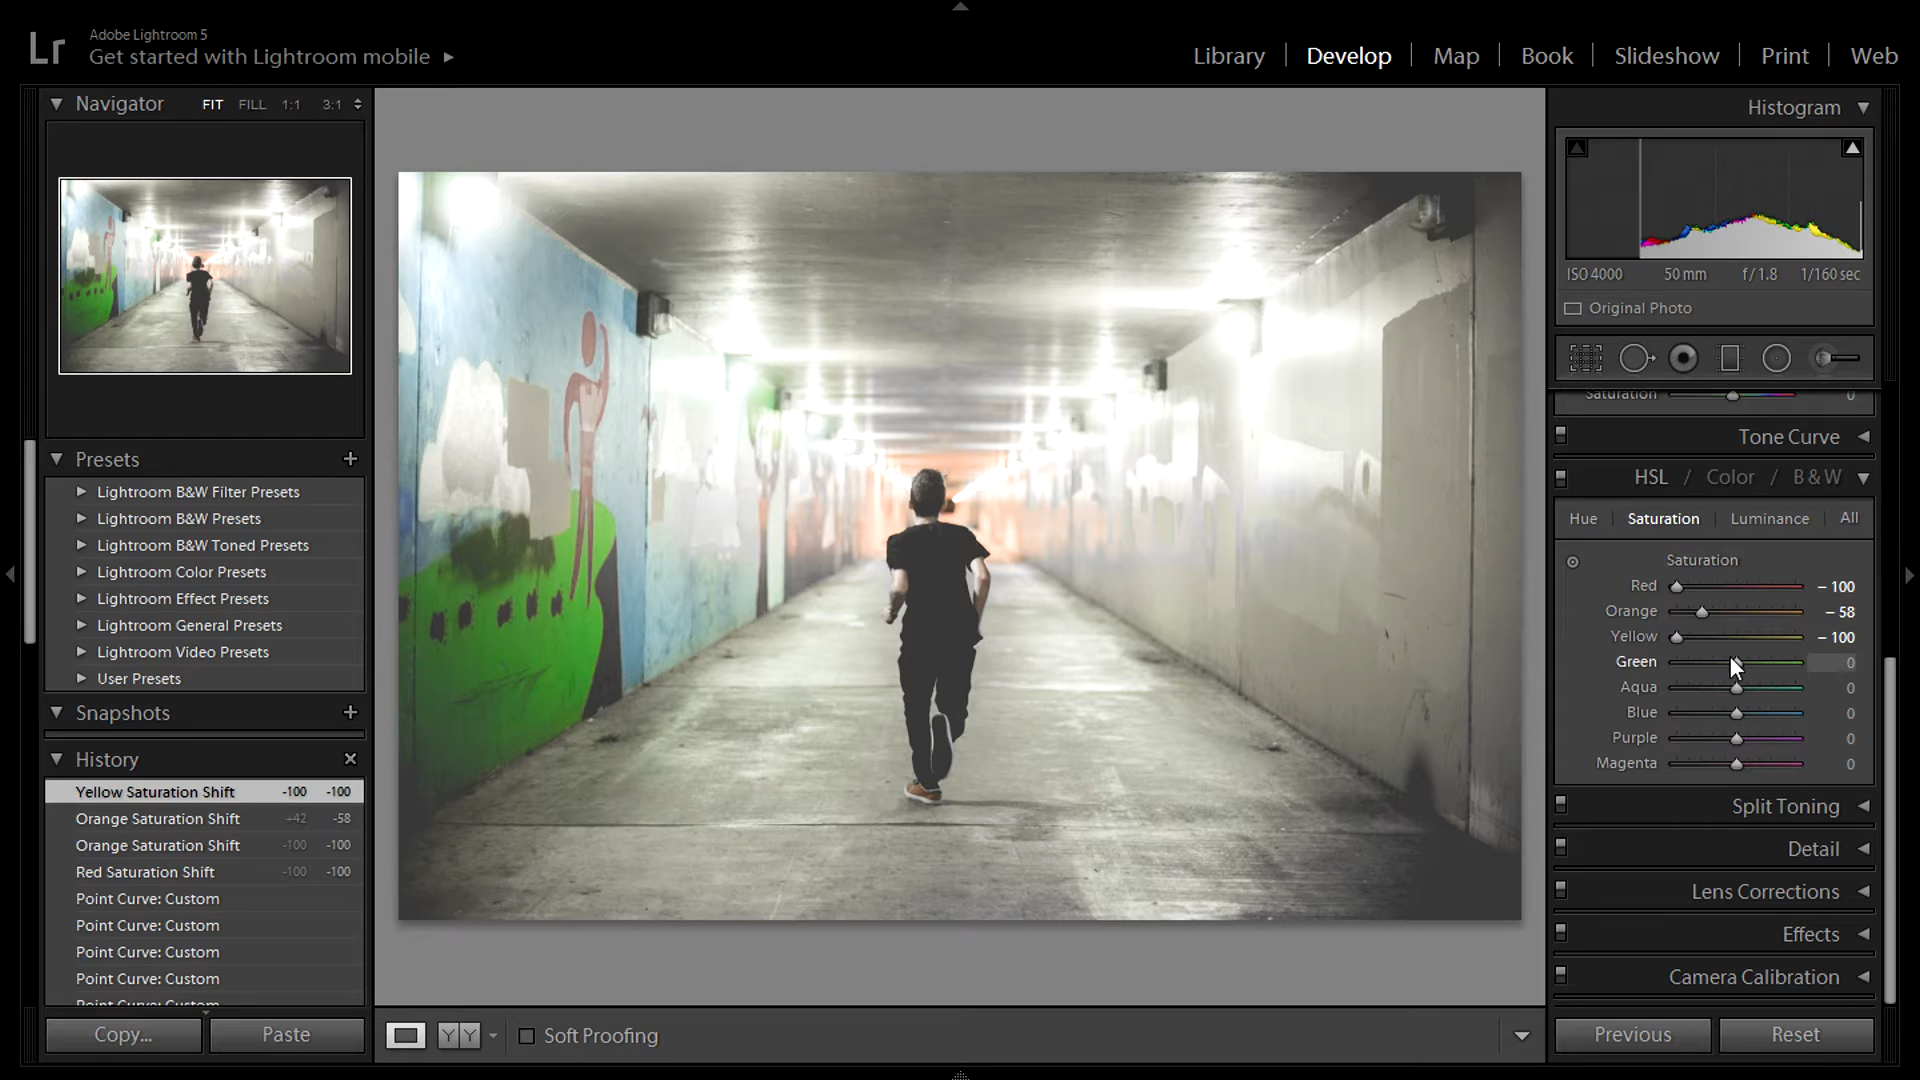 Lr Adobe Lightroom 5
Get started with Lightroom mobile
Library Develop Map Book Slideshow Print Web
Navigator FIT FILL 1:1 3:1
Presets
Lightroom B&W Filter Presets
Lightroom B&W Presets
Lightroom B&W Toned Presets
Lightroom Color Presets
Lightroom Effect Presets
Lightroom General Presets
Lightroom Video Presets
User Presets
Snapshots
History
Yellow Saturation Shift -100 -100
Orange Saturation Shift +42 -58
Orange Saturation Shift -100 -100
Red Saturation Shift -100 -100
Point Curve: Custom
Point Curve: Custom
Point Curve: Custom
Point Curve: Custom
Point Curve: Custom
Copy... Paste
Y Y Soft Proofing
Histogram
ISO 4000 50 mm f/1.8 1/160 sec
Original Photo
Saturation 0
Tone Curve
HSL / Color / B&W
Hue Saturation Luminance All
Saturation
Red -100
Orange -58
Yellow -100
Green 0
Aqua 0
Blue 0
Purple 0
Magenta 0
Split Toning
Detail
Lens Corrections
Effects
Camera Calibration
Previous Reset